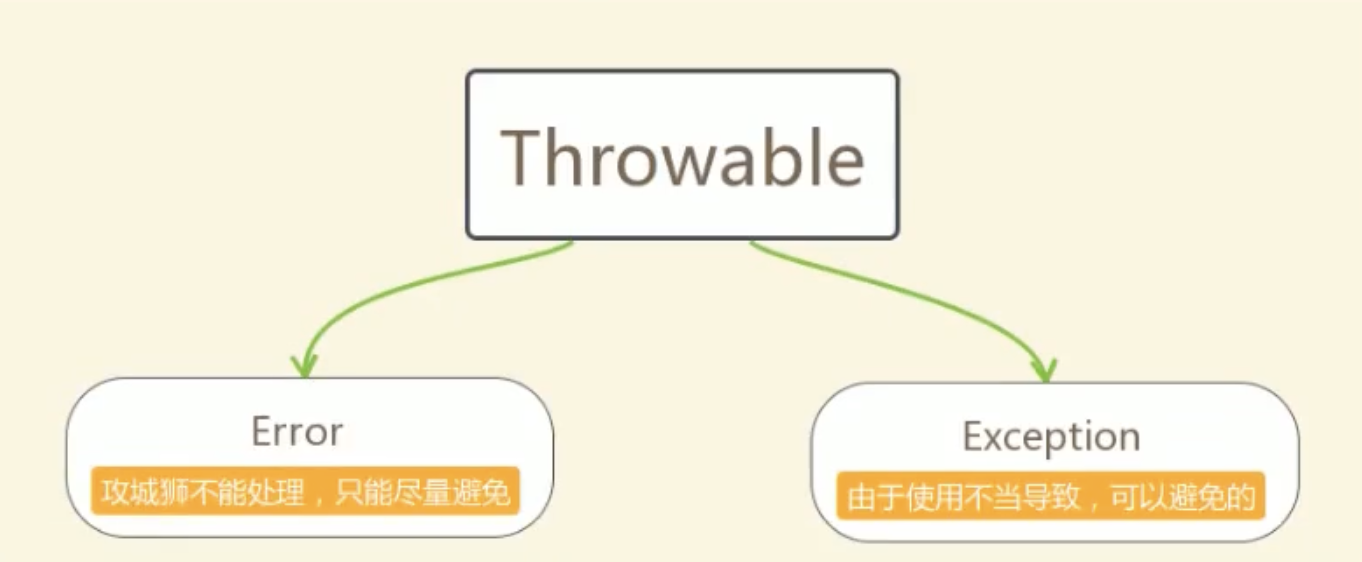 Throwable
Error
攻城狮不能处理，只能尽量避免
Exception
由于使用不当导致，可以避免的